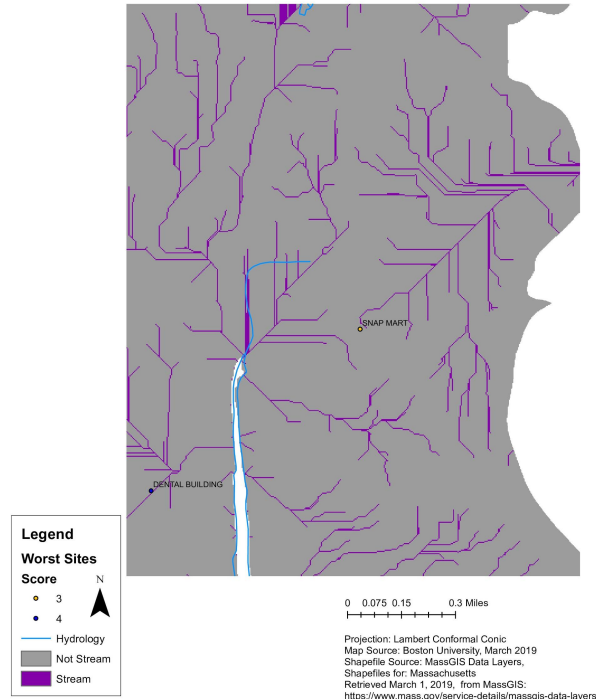 SNAP MART
DENTAL BUILDING
Legend
Worst Sites
Score
N
3
4
Hydrology
Not Stream
Stream
0 0.075 0.15 0.3 Miles
Projection: Lambert Conformal Conic
Map Source: Boston University, March 2019
Shapefile Source: MassGIS Data Layers,
Shapefiles for: Massachusetts
Retrieved March 1, 2019, from MassGIS:
https://www.mass.gov/service-details/massgis-data-layers